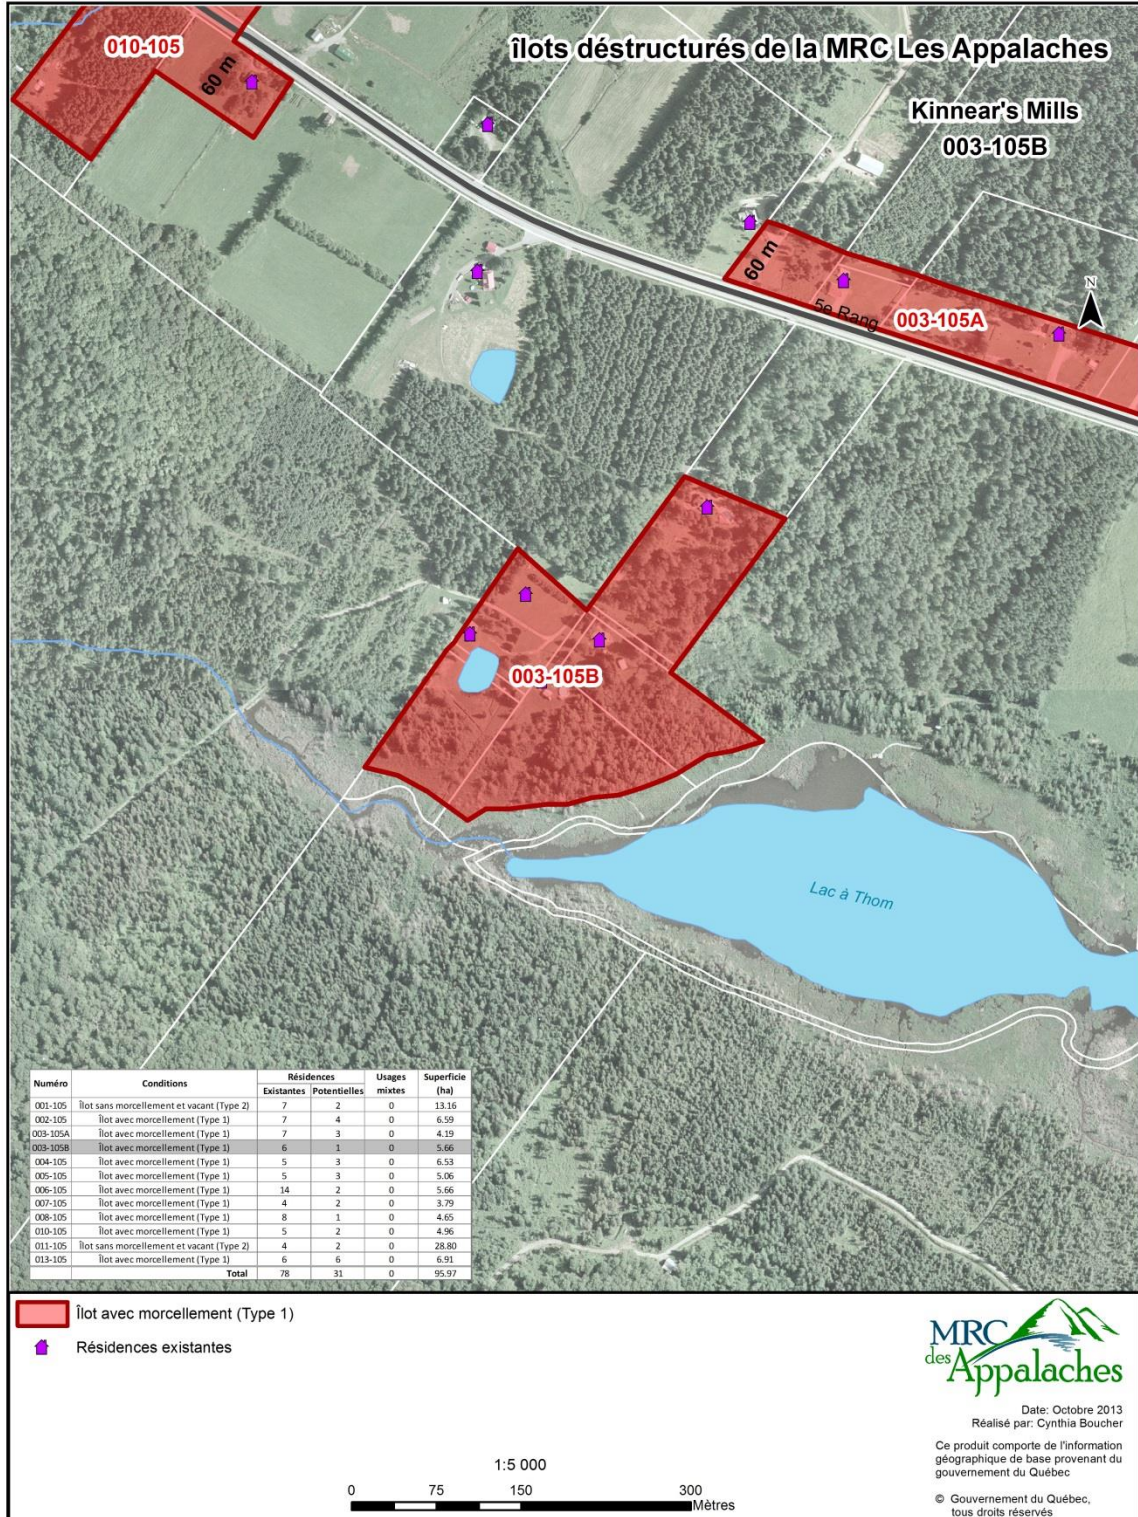 îlots déstructurés de la MRC Les Appalaches
Kinnear's Mills
003-105B
010-105
60 m
60 m
N
5e Rang
003-105A
003-105B
Lac à Thom
Numéro Conditions Résidences Usages mixtes Superficie (ha)
Existantes Potentielles
001-105 Îlot sans morcellement et vacant (Type 2) 7 2 0 13.16
002-105 Îlot avec morcellement (Type 1) 7 4 0 6.59
003-105A Îlot avec morcellement (Type 1) 7 3 0 4.19
003-105B Îlot avec morcellement (Type 1) 6 1 0 5.66
004-105 Îlot avec morcellement (Type 1) 5 3 0 6.53
005-105 Îlot avec morcellement (Type 1) 5 3 0 5.06
006-105 Îlot avec morcellement (Type 1) 14 2 0 5.66
007-105 Îlot avec morcellement (Type 1) 4 2 0 3.79
008-105 Îlot avec morcellement (Type 1) 8 1 0 4.65
010-105 Îlot avec morcellement (Type 1) 5 2 0 4.96
011-105 Îlot sans morcellement et vacant (Type 2) 4 2 0 28.80
013-105 Îlot avec morcellement (Type 1) 6 6 0 6.91
Total 78 31 0 95.97
Îlot avec morcellement (Type 1)
Résidences existantes
1:5 000
0 75 150 300
Mètres
MRC
des Appalaches
Date: Octobre 2013
Réalisé par: Cynthia Boucher
Ce produit comporte de l'information
géographique de base provenant du
gouvernement du Québec
© Gouvernement du Québec,
tous droits réservés